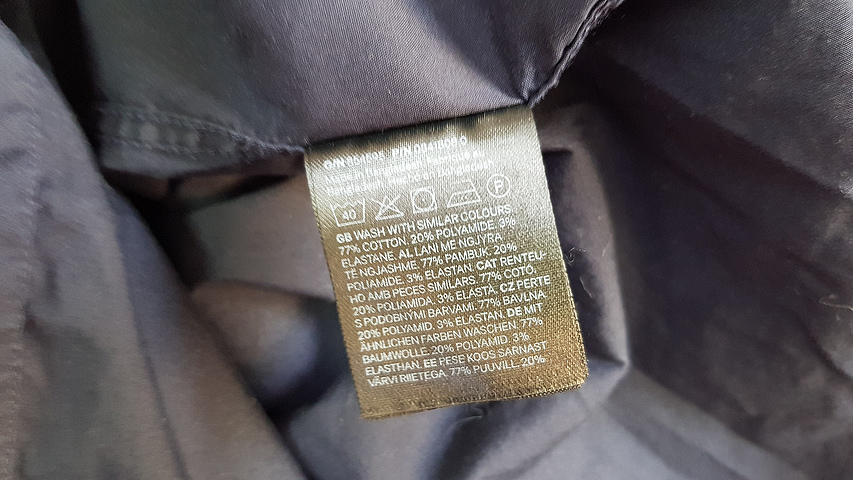 40 P
GB WASH WITH SIMILAR COLOURS.
77% COTTON. 20% POLYAMIDE. 3%
ELASTANE. AL LANI ME NGJYRA
TË NGJASHME. 77% PAMBUK. 20%
POLIAMIDE. 3% ELASTAN. CAT RENTEU-
HO AMB PECES SIMILARS. 77% COTÓ.
20% POLIAMIDA. 3% ELASTÀ. CZ PERTE
S PODOBNÝMI BARVAMI. 77% BAVLNA.
20% POLYAMID. 3% ELASTAN. DE MIT
ÄHNLICHEN FARBEN WASCHEN. 77%
BAUMWOLLE. 20% POLYAMID. 3%
ELASTHAN. EE PESE KOOS SARNAST
VÄRVI RIIETEGA. 77% PUUVILL. 20%